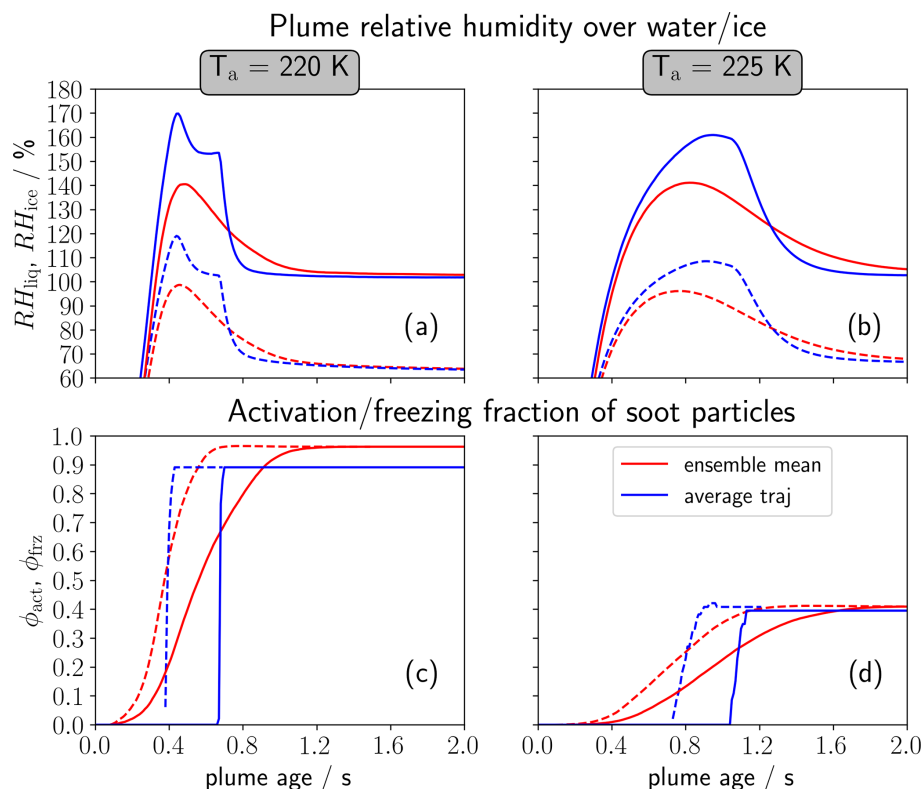 Plume relative humidity over water/ice
T_a = 220 K
T_a = 225 K
RH_liq, RH_ice / %
180
170
160
150
140
130
120
110
100
90
80
70
60
(a)
(b)
Activation/freezing fraction of soot particles
ϕ_act, ϕ_frz
1.0
0.9
0.8
0.7
0.6
0.5
0.4
0.3
0.2
0.1
0.0
(c)
ensemble mean
average traj
(d)
0.0 0.4 0.8 1.2 1.6 2.0
0.0 0.4 0.8 1.2 1.6 2.0
plume age / s
plume age / s